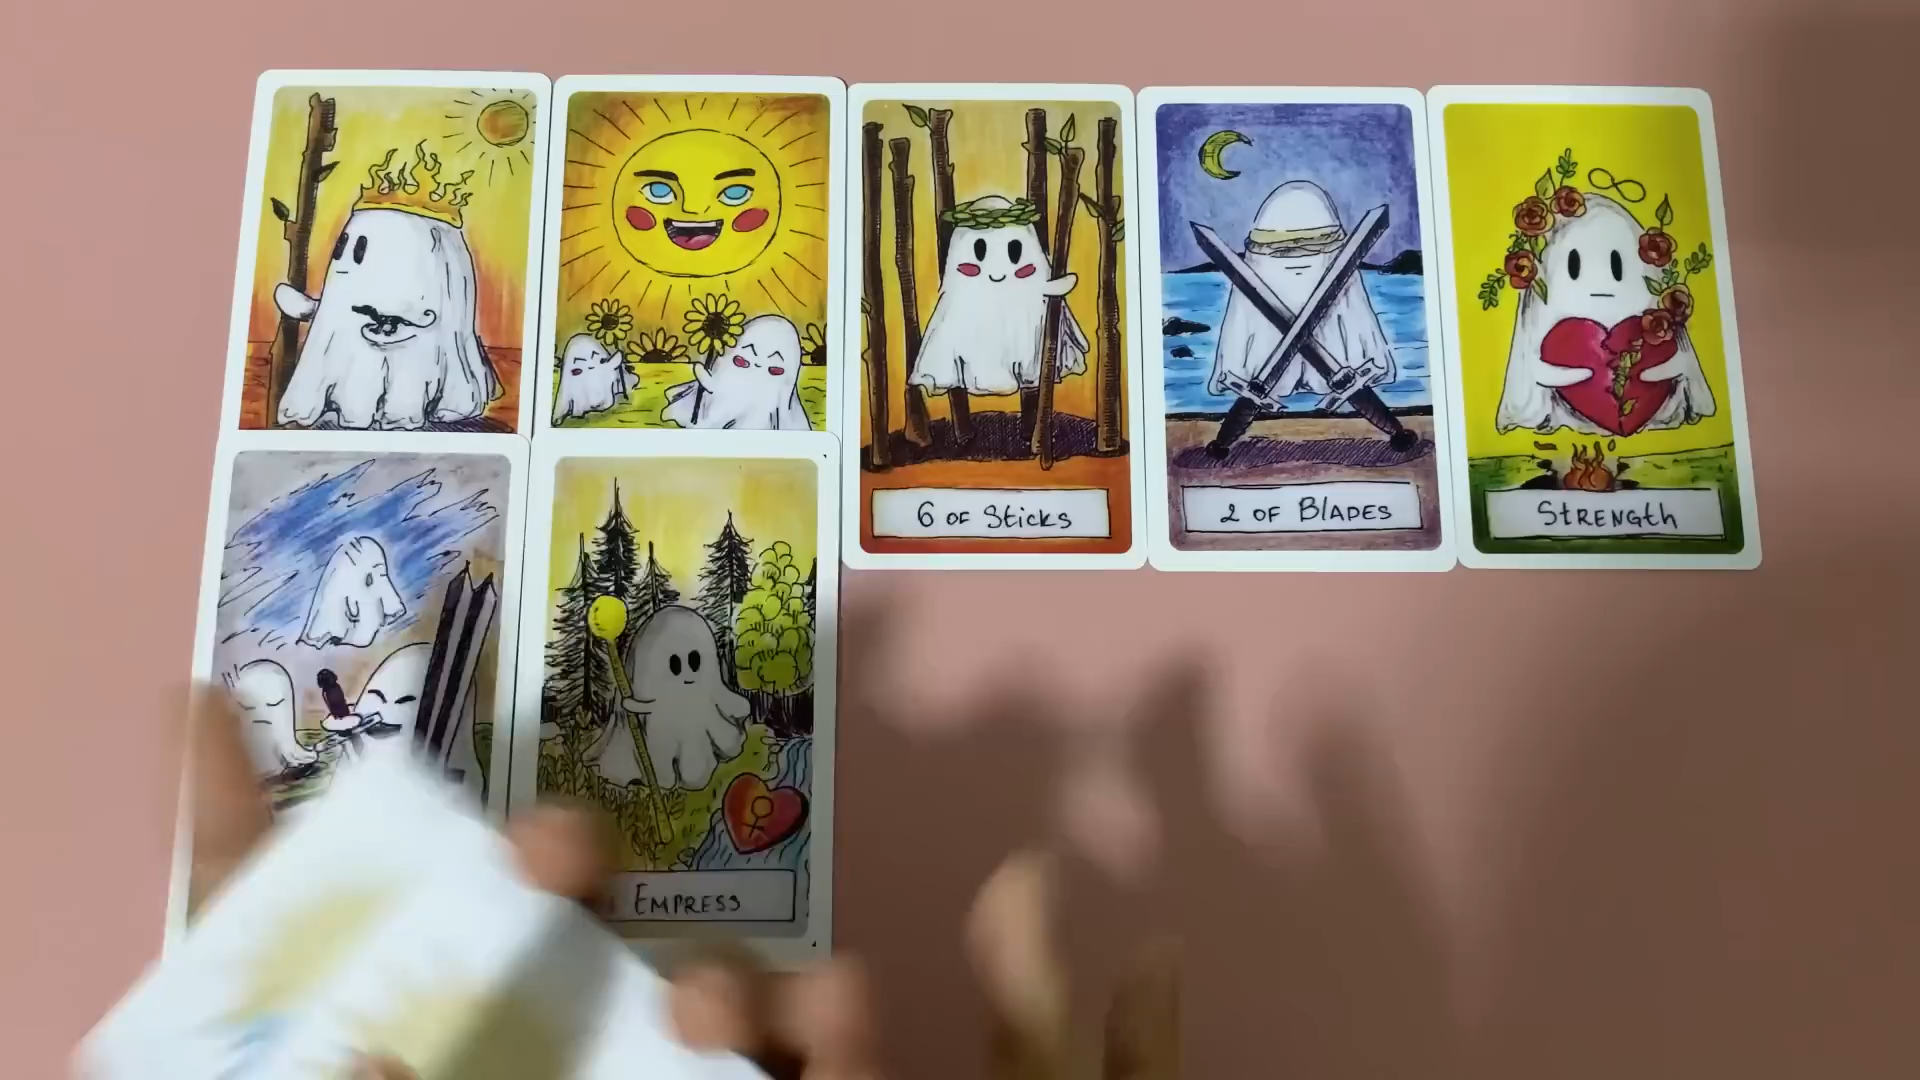 6 OF Sticks
2 OF BLADES
StRENGth
EMPRESS